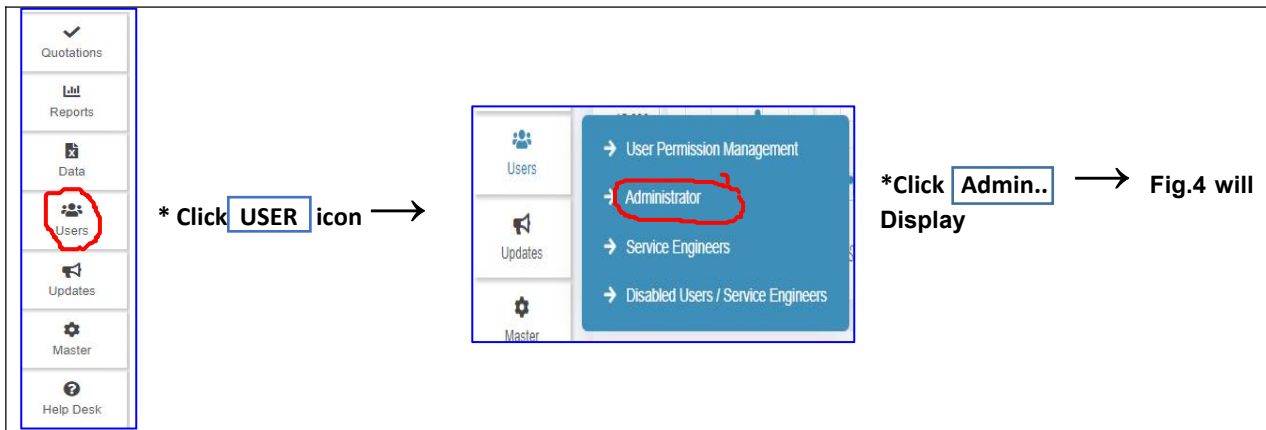 Quotations
Reports
Data
Users
Updates
Master
Help Desk
* Click USER icon →
Users
Updates
Master
→ User Permission Management
→ Administrator
→ Service Engineers
→ Disabled Users / Service Engineers
*Click Admin.. → Fig.4 will
Display